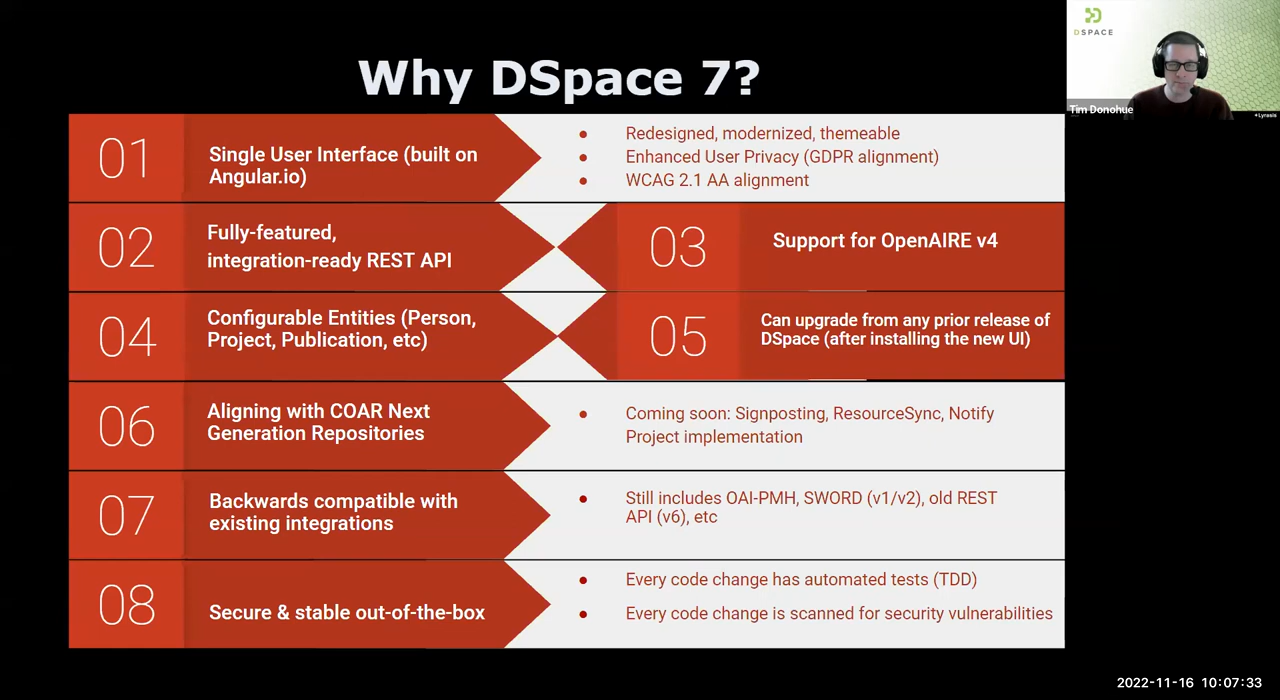 Why DSpace 7?
01
Single User Interface (built on
Angular.io)
• Redesigned, modernized, themeable
• Enhanced User Privacy (GDPR alignment)
• WCAG 2.1 AA alignment
02
Fully-featured,
integration-ready REST API
03
Support for OpenAIRE v4
04
Configurable Entities (Person,
Project, Publication, etc)
05
Can upgrade from any prior release of
DSpace (after installing the new UI)
06
Aligning with COAR Next
Generation Repositories
• Coming soon: Signposting, ResourceSync, Notify
Project implementation
07
Backwards compatible with
existing integrations
• Still includes OAI-PMH, SWORD (v1/v2), old REST
API (v6), etc
08
Secure & stable out-of-the-box
• Every code change has automated tests (TDD)
• Every code change is scanned for security vulnerabilities
DSPACE
Tim Donohue
Lyrasis
2022-11-16 10:07:33